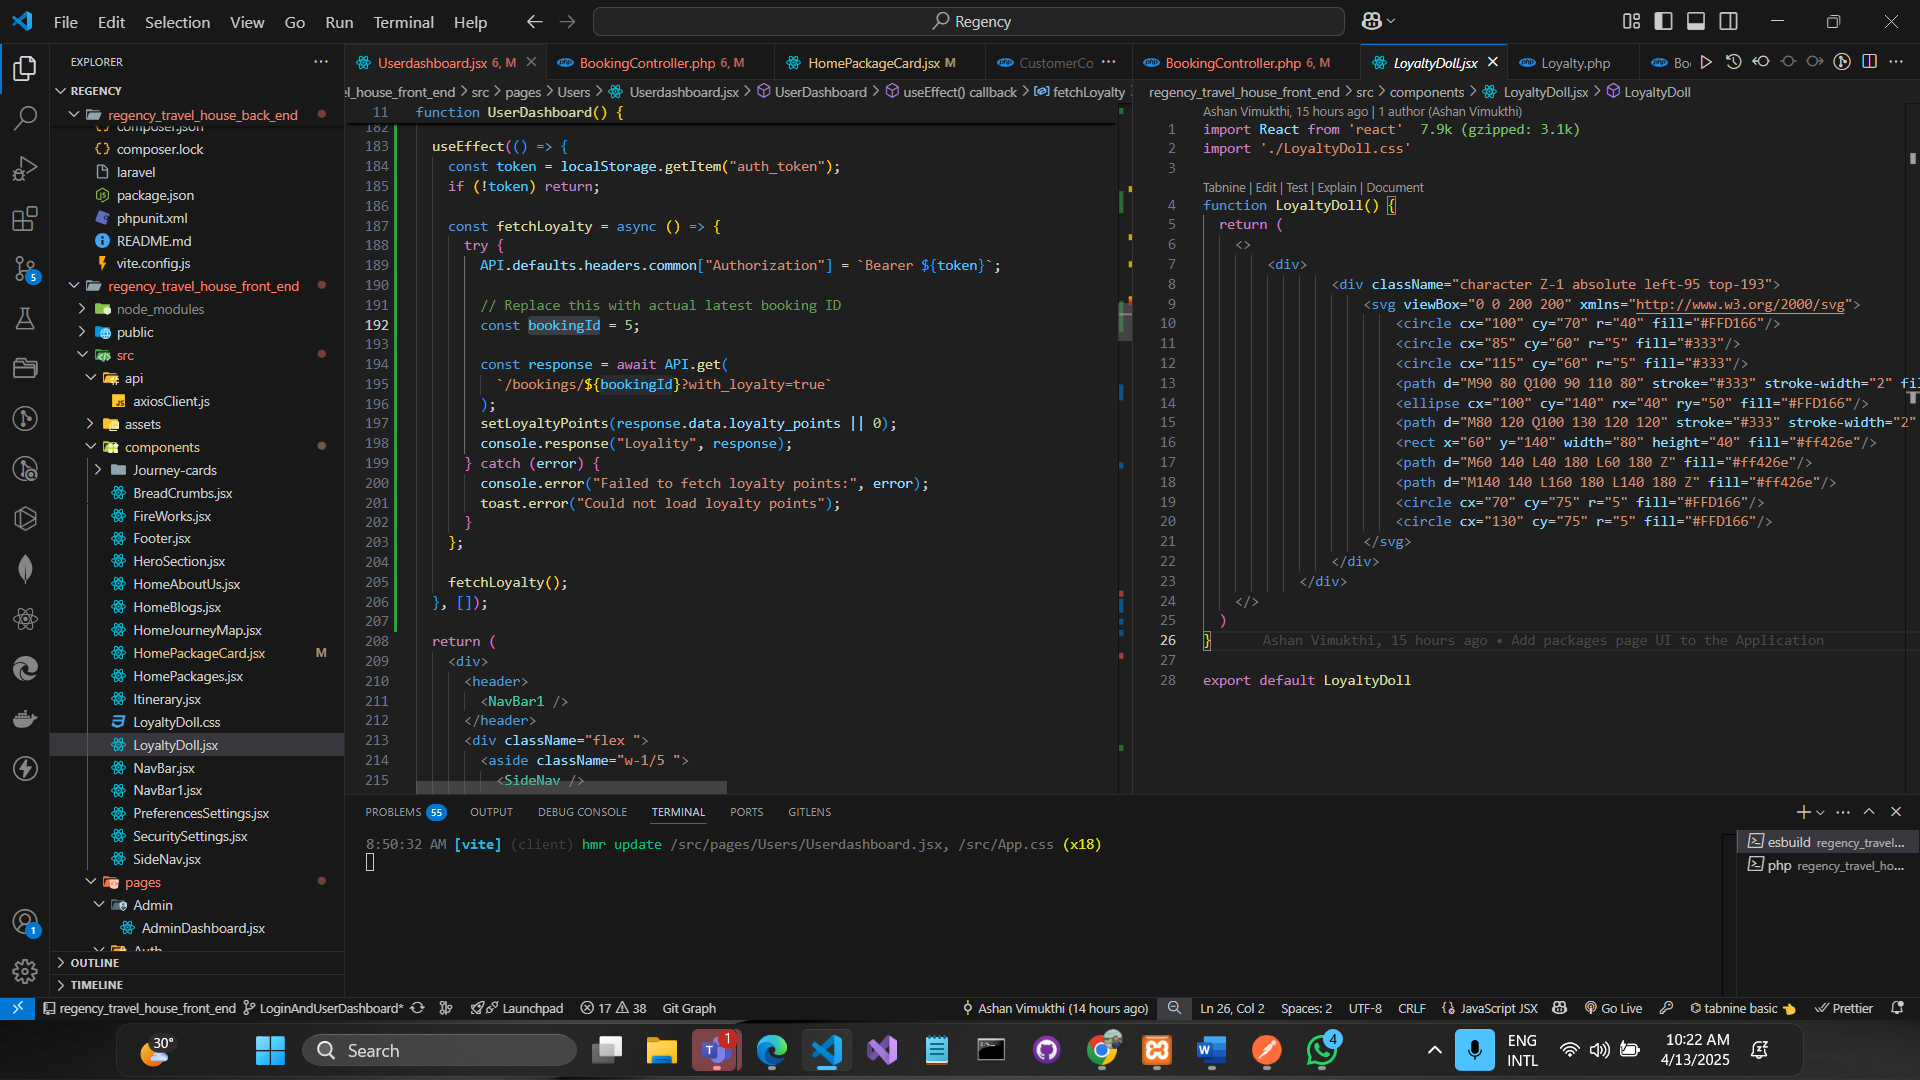 File Edit Selection View Go Run Terminal Help
Regency
EXPLORER
REGENCY
regency_travel_house_back_end
composer.json
composer.lock
laravel
package.json
phpunit.xml
README.md
vite.config.js
regency_travel_house_front_end
node_modules
public
src
api
axiosClient.js
assets
components
Journey-cards
BreadCrumbs.jsx
FireWorks.jsx
Footer.jsx
HeroSection.jsx
HomeAboutUs.jsx
HomeBlogs.jsx
HomeJourneyMap.jsx
HomePackageCard.jsx M
HomePackages.jsx
Itinerary.jsx
LoyaltyDoll.css
LoyaltyDoll.jsx
NavBar.jsx
NavBar1.jsx
PreferencesSettings.jsx
SecuritySettings.jsx
SideNav.jsx
pages
Admin
AdminDashboard.jsx
Auth
OUTLINE
TIMELINE
5
1
Userdashboard.jsx 6, M
BookingController.php 6, M
HomePackageCard.jsx M
CustomerCo
el_house_front_end > src > pages > Users > Userdashboard.jsx > UserDashboard > useEffect() callback > fetchLoyalty
11 function UserDashboard() {
182
183 useEffect(() => {
184 const token = localStorage.getItem("auth_token");
185 if (!token) return;
186
187 const fetchLoyalty = async () => {
188 try {
189 API.defaults.headers.common["Authorization"] = `Bearer ${token}`;
190
191 // Replace this with actual latest booking ID
192 const bookingId = 5;
193
194 const response = await API.get(
195 `/bookings/${bookingId}?with_loyalty=true`
196 );
197 setLoyaltyPoints(response.data.loyalty_points || 0);
198 console.response("Loyality", response);
199 } catch (error) {
200 console.error("Failed to fetch loyalty points:", error);
201 toast.error("Could not load loyalty points");
202 }
203 };
204
205 fetchLoyalty();
206 }, []);
207
208 return (
209 <div>
210 <header>
211 <NavBar1 />
212 </header>
213 <div className="flex ">
214 <aside className="w-1/5 ">
215 <SideNav />
BookingController.php 6, M
LoyaltyDoll.jsx
Loyalty.php
Bo
regency_travel_house_front_end > src > components > LoyaltyDoll.jsx > LoyaltyDoll
Ashan Vimukthi, 15 hours ago | 1 author (Ashan Vimukthi)
1 import React from 'react' 7.9k (gzipped: 3.1k)
2 import './LoyaltyDoll.css'
3
Tabnine | Edit | Test | Explain | Document
4 function LoyaltyDoll() {
5 return (
6 <>
7 <div>
8 <div className="character Z-1 absolute left-95 top-193">
9 <svg viewBox="0 0 200 200" xmlns="http://www.w3.org/2000/svg">
10 <circle cx="100" cy="70" r="40" fill="#FFD166"/>
11 <circle cx="85" cy="60" r="5" fill="#333"/>
12 <circle cx="115" cy="60" r="5" fill="#333"/>
13 <path d="M90 80 Q100 90 110 80" stroke="#333" stroke-width="2" fil
14 <ellipse cx="100" cy="140" rx="40" ry="50" fill="#FFD166"/>
15 <path d="M80 120 Q100 130 120 120" stroke="#333" stroke-width="2"
16 <rect x="60" y="140" width="80" height="40" fill="#ff426e"/>
17 <path d="M60 140 L40 180 L60 180 Z" fill="#ff426e"/>
18 <path d="M140 140 L160 180 L140 180 Z" fill="#ff426e"/>
19 <circle cx="70" cy="75" r="5" fill="#FFD166"/>
20 <circle cx="130" cy="75" r="5" fill="#FFD166"/>
21 </svg>
22 </div>
23 </div>
24 </>
25 )
26 } Ashan Vimukthi, 15 hours ago • Add packages page UI to the Application
27
28 export default LoyaltyDoll
PROBLEMS 55 OUTPUT DEBUG CONSOLE TERMINAL PORTS GITLENS
8:50:32 AM [vite] (client) hmr update /src/pages/Users/Userdashboard.jsx, /src/App.css (x18)
esbuild regency_travel...
php regency_travel_ho...
regency_travel_house_front_end LoginAndUserDashboard* Launchpad 17 38 Git Graph
Ashan Vimukthi (14 hours ago) Ln 26, Col 2 Spaces: 2 UTF-8 CRLF JavaScript JSX Go Live tabnine basic Prettier
30°
Search
1
4
ENG
INTL
10:22 AM
4/13/2025